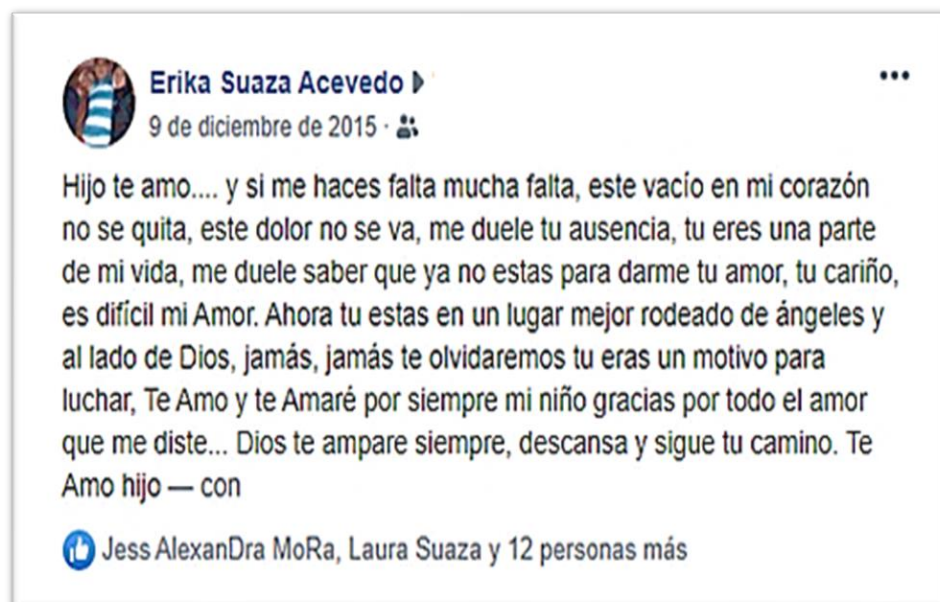 Erika Suaza Acevedo
9 de diciembre de 2015 ·
Hijo te amo.... y si me haces falta mucha falta, este vacío en mi corazón
no se quita, este dolor no se va, me duele tu ausencia, tu eres una parte
de mi vida, me duele saber que ya no estas para darme tu amor, tu cariño,
es difícil mi Amor. Ahora tu estas en un lugar mejor rodeado de ángeles y
al lado de Dios, jamás, jamás te olvidaremos tu eras un motivo para
luchar, Te Amo y te Amaré por siempre mi niño gracias por todo el amor
que me diste... Dios te ampare siempre, descansa y sigue tu camino. Te
Amo hijo — con
Jess AlexanDra MoRa, Laura Suaza y 12 personas más